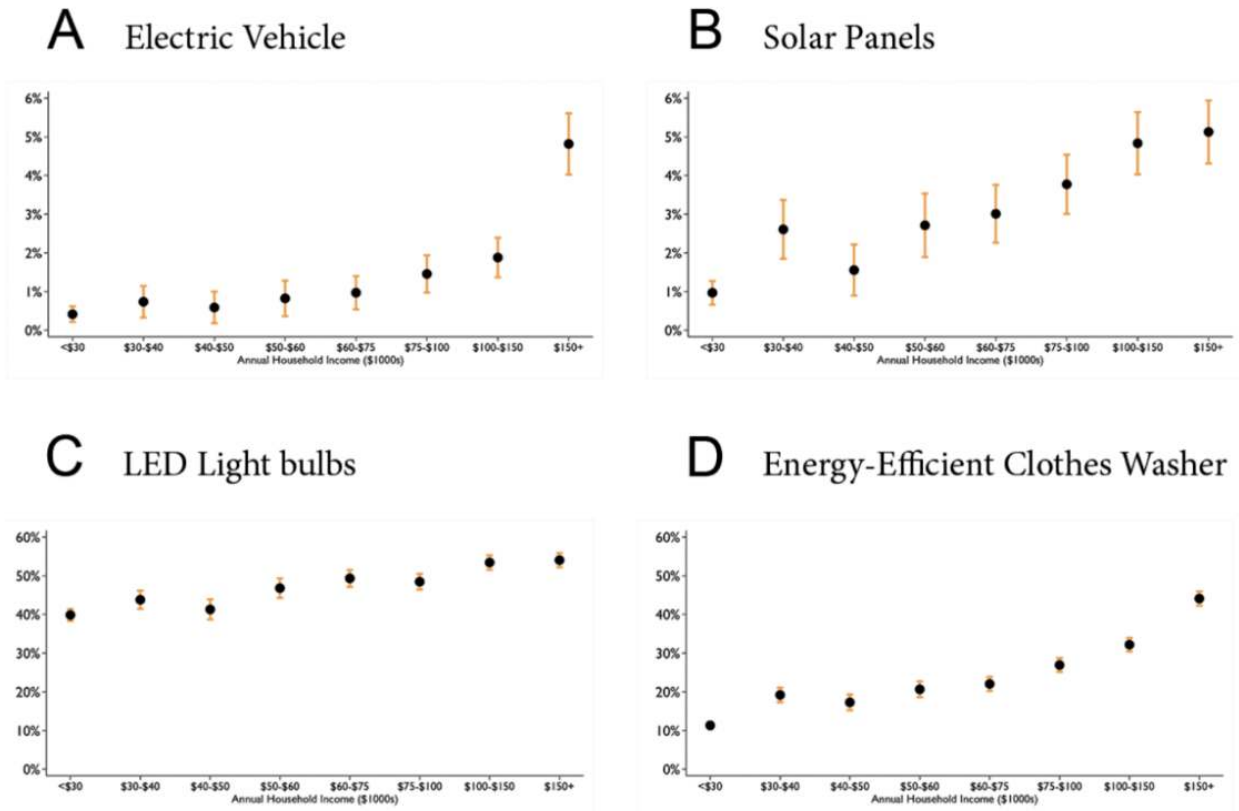 A Electric Vehicle
6%
5%
4%
3%
2%
1%
0%
<$30 $30-$40 $40-$50 $50-$60 $60-$75 $75-$100 $100-$150 $150+
Annual Household Income ($1000s)
B Solar Panels
6%
5%
4%
3%
2%
1%
0%
<$30 $30-$40 $40-$50 $50-$60 $60-$75 $75-$100 $100-$150 $150+
Annual Household Income ($1000s)
C LED Light bulbs
60%
50%
40%
30%
20%
10%
0%
<$30 $30-$40 $40-$50 $50-$60 $60-$75 $75-$100 $100-$150 $150+
Annual Household Income ($1000s)
D Energy-Efficient Clothes Washer
60%
50%
40%
30%
20%
10%
0%
<$30 $30-$40 $40-$50 $50-$60 $60-$75 $75-$100 $100-$150 $150+
Annual Household Income ($1000s)